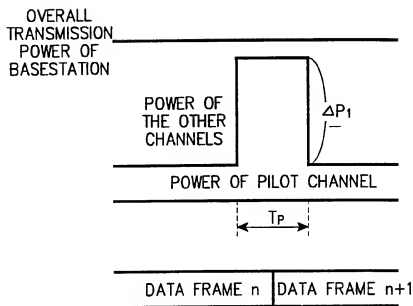 OVERALL
TRANSMISSION
POWER OF
BASESTATION
POWER OF
THE OTHER
CHANNELS
ΔP1
POWER OF PILOT CHANNEL
TP
DATA FRAME n
DATA FRAME n+1